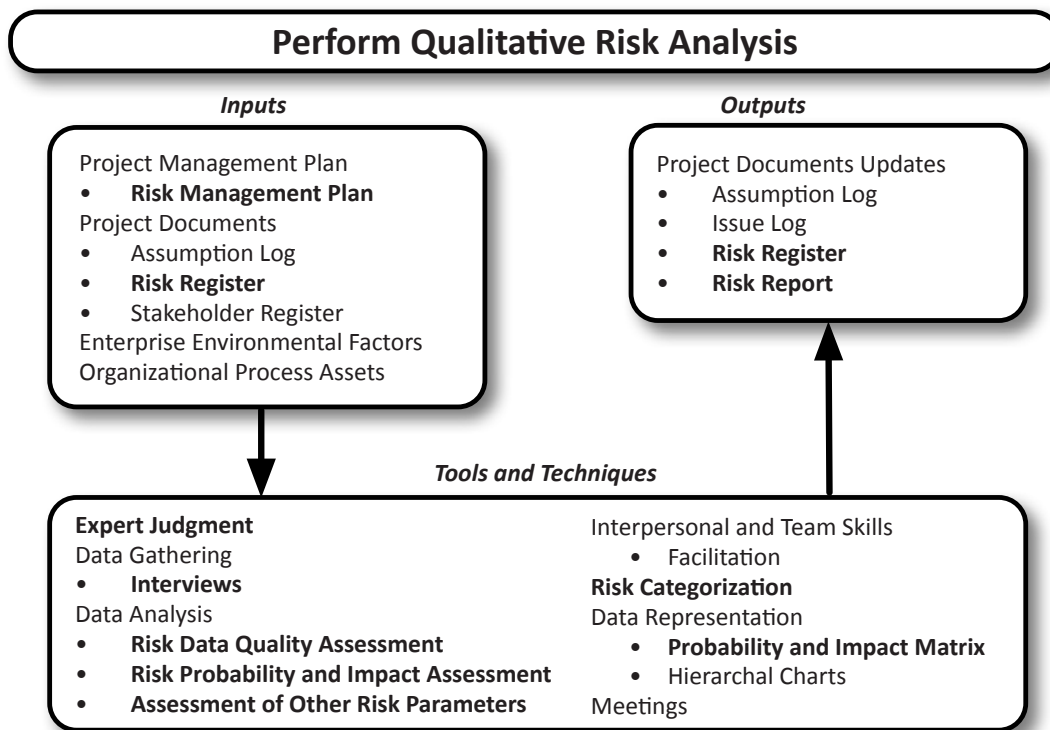 Perform Qualitative Risk Analysis
Inputs
Project Management Plan
• Risk Management Plan
Project Documents
• Assumption Log
• Risk Register
• Stakeholder Register
Enterprise Environmental Factors
Organizational Process Assets
Outputs
Project Documents Updates
• Assumption Log
• Issue Log
• Risk Register
• Risk Report
Tools and Techniques
Expert Judgment
Data Gathering
• Interviews
Data Analysis
• Risk Data Quality Assessment
• Risk Probability and Impact Assessment
• Assessment of Other Risk Parameters
Interpersonal and Team Skills
• Facilitation
Risk Categorization
Data Representation
• Probability and Impact Matrix
• Hierarchal Charts
Meetings